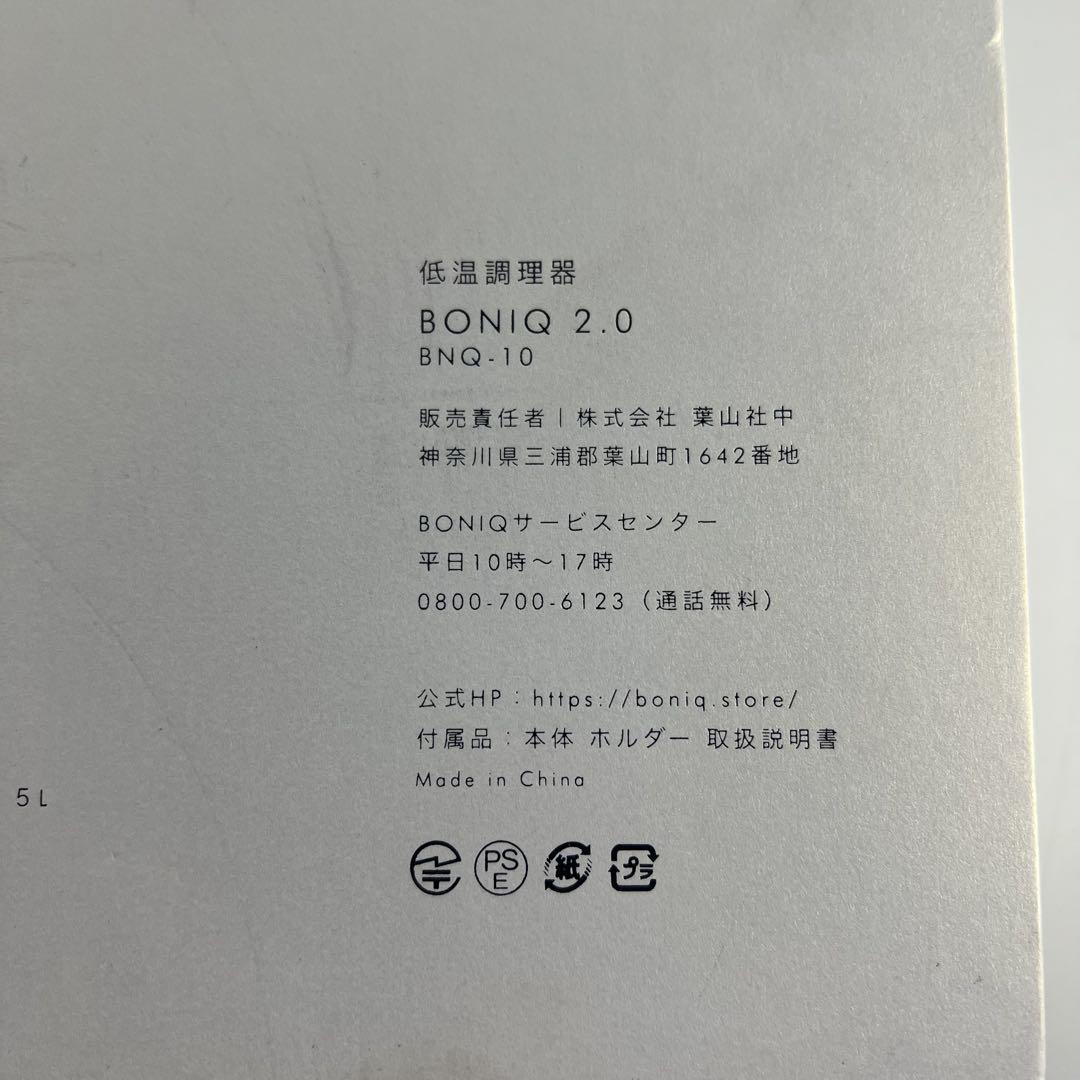 低温調理器
BONIQ 2.0
BNQ-10
販売責任者 | 株式会社 葉山社中
神奈川県三浦郡葉山町1642番地
BONIQサービスセンター
平日10時〜17時
0800-700-6123（通話無料）
公式HP：https://boniq.store/
付属品：本体 ホルダー 取扱説明書
Made in China
5L
PS
E
紙
プラ